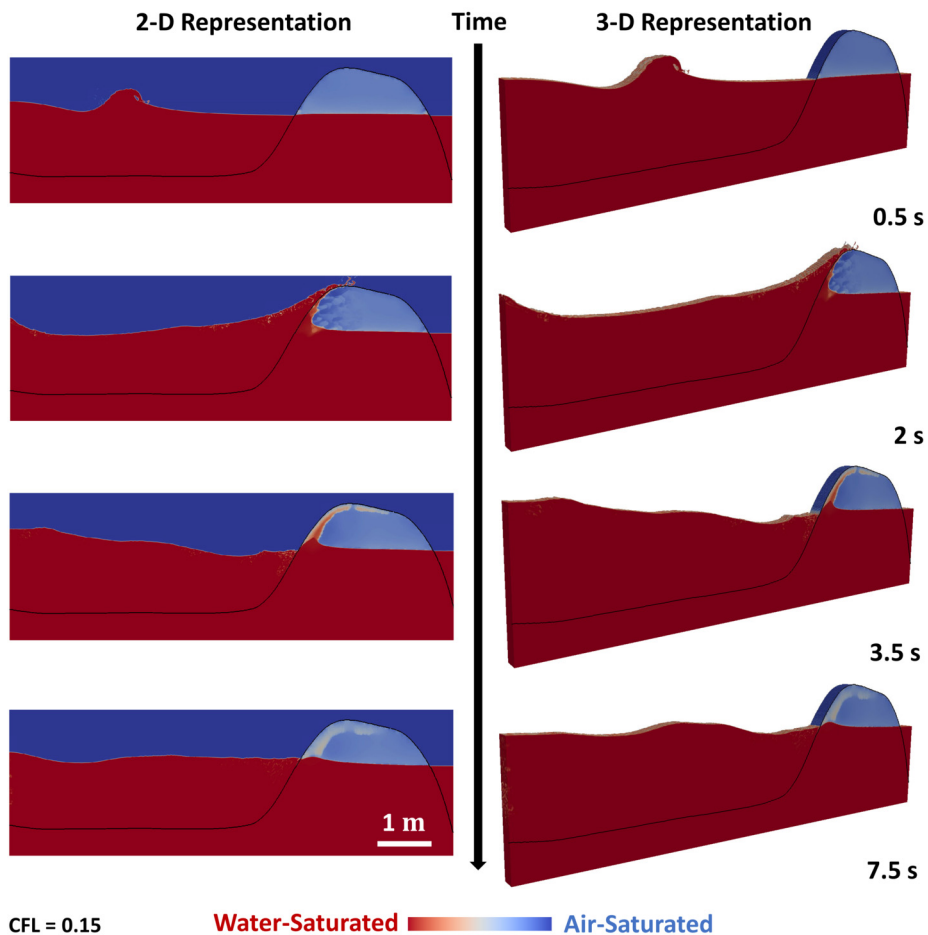 2-D Representation Time 3-D Representation
0.5 s
2 s
3.5 s
1 m
7.5 s
CFL = 0.15 Water-Saturated Air-Saturated